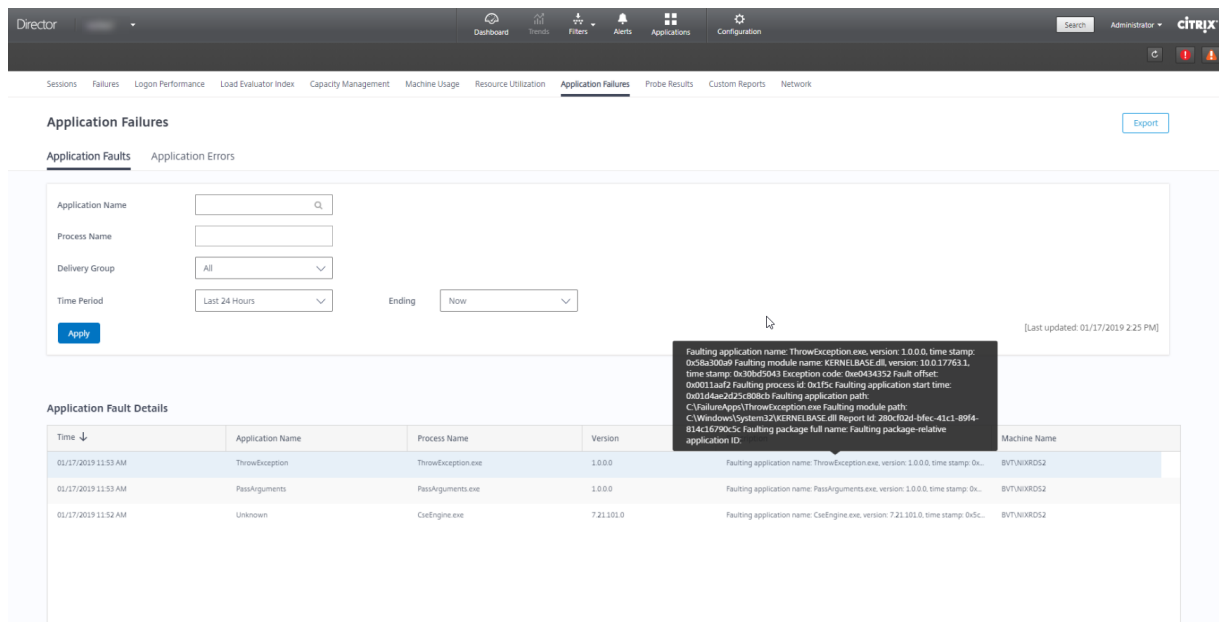 Director
Dashboard Trends Filters Alerts Applications Configuration
Search Administrator CITRIX
Sessions Failures Logon Performance Load Evaluator Index Capacity Management Machine Usage Resource Utilization Application Failures Probe Results Custom Reports Network
Application Failures
Export
Application Faults Application Errors
Application Name
Process Name
Delivery Group All
Time Period Last 24 Hours Ending Now
Apply
[Last updated: 01/17/2019 2:25 PM]
Faulting application name: ThrowException.exe, version: 1.0.0.0, time stamp:
0x58a300a9 Faulting module name: KERNELBASE.dll, version: 10.0.17763.1,
time stamp: 0x30bd5043 Exception code: 0xe0434352 Fault offset:
0x0011aaf2 Faulting process id: 0x1f5c Faulting application start time:
0x01d4ae2d25c808cb Faulting application path:
C:\FailureApps\ThrowException.exe Faulting module path:
C:\Windows\System32\KERNELBASE.dll Report Id: 280cf02d-bfec-41c1-89f4-
814c16790c5c Faulting package full name: Faulting package-relative
application ID:
Application Fault Details
Time Application Name Process Name Version Machine Name
01/17/2019 11:53 AM ThrowException ThrowException.exe 1.0.0.0 Faulting application name: ThrowException.exe, version: 1.0.0.0, time stamp: 0x... BVT\NIXRDS2
01/17/2019 11:53 AM PassArguments PassArguments.exe 1.0.0.0 Faulting application name: PassArguments.exe, version: 1.0.0.0, time stamp: 0x... BVT\NIXRDS2
01/17/2019 11:52 AM Unknown CseEngine.exe 7.21.101.0 Faulting application name: CseEngine.exe, version: 7.21.101.0, time stamp: 0x5c... BVT\NIXRDS2